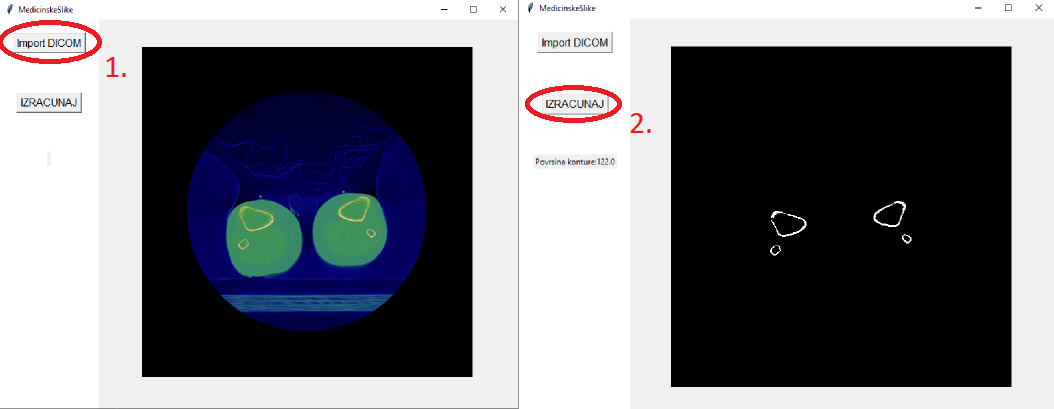 MedicinskeSlike
Import DICOM
1.
IZRACUNAJ
MedicinskeSlike
Import DICOM
IZRACUNAJ
2.
Povrsina konture:122.0